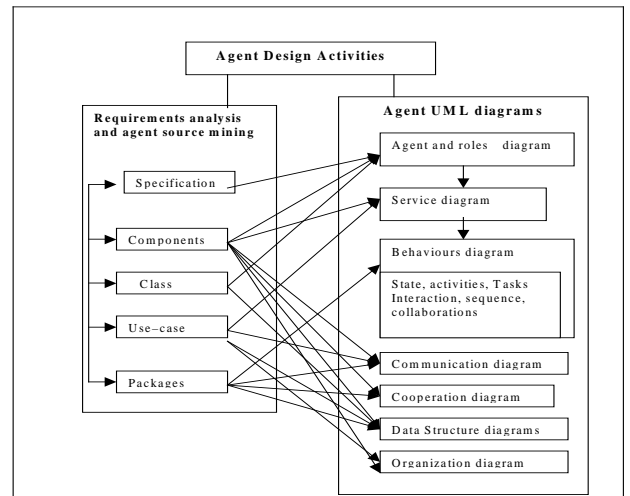 Agent Design Activities
Requirements analysis
and agent source mining
Specification
Components
Class
Use-case
Packages
Agent UML diagrams
Agent and roles diagram
Service diagram
Behaviours diagram
State, activities, Tasks
Interaction, sequence,
collaborations
Communication diagram
Cooperation diagram
Data Structure diagrams
Organization diagram